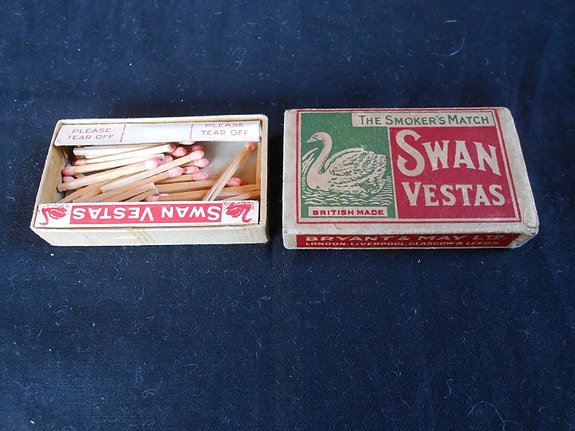 PLEASE
TEAR OFF
PLEASE
TEAR OFF
SWAN VESTAS
THE SMOKER'S MATCH
SWAN
VESTAS
BRITISH MADE
BRYANT & MAY LTD
LONDON, LIVERPOOL, GLASGOW & LEEDS